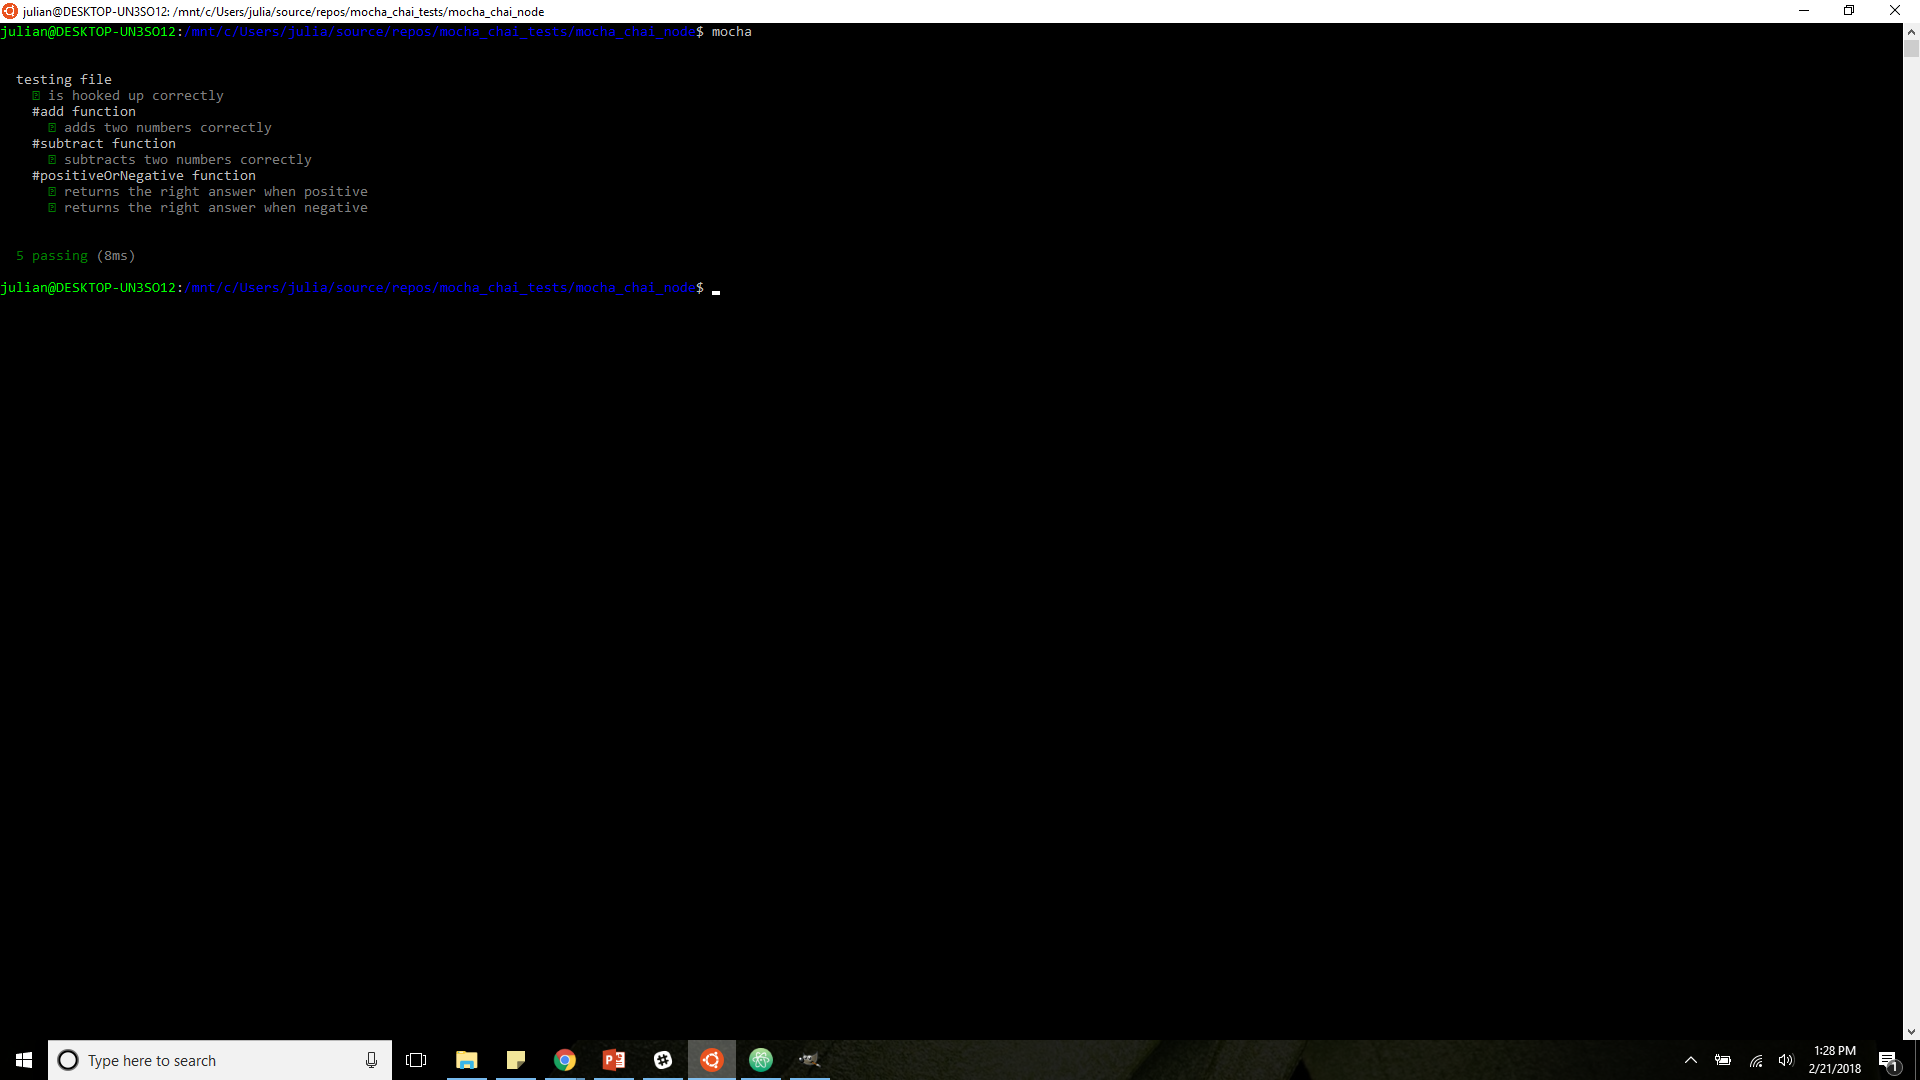 julian@DESKTOP-UN3SO12: /mnt/c/Users/julia/source/repos/mocha_chai_tests/mocha_chai_node
julian@DESKTOP-UN3SO12:/mnt/c/Users/julia/source/repos/mocha_chai_tests/mocha_chai_node$ mocha
testing file
is hooked up correctly
#add function
adds two numbers correctly
#subtract function
subtracts two numbers correctly
#positiveOrNegative function
returns the right answer when positive
returns the right answer when negative
5 passing (8ms)
julian@DESKTOP-UN3SO12:/mnt/c/Users/julia/source/repos/mocha_chai_tests/mocha_chai_node$
Type here to search
1:28 PM
2/21/2018
1